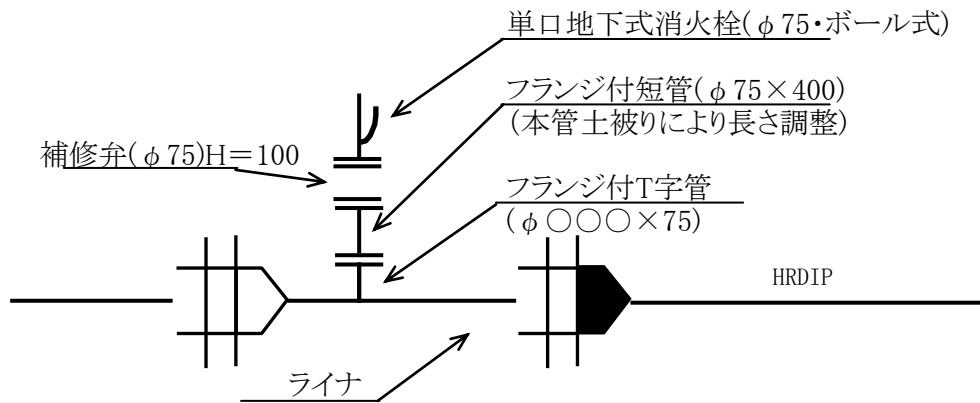 単口地下式消火栓(φ75・ボール式)
フランジ付短管(φ75×400)
(本管土被りにより長さ調整)
補修弁(φ75)H＝100
フランジ付T字管
(φ○○○×75)
HRDIP
ライナ